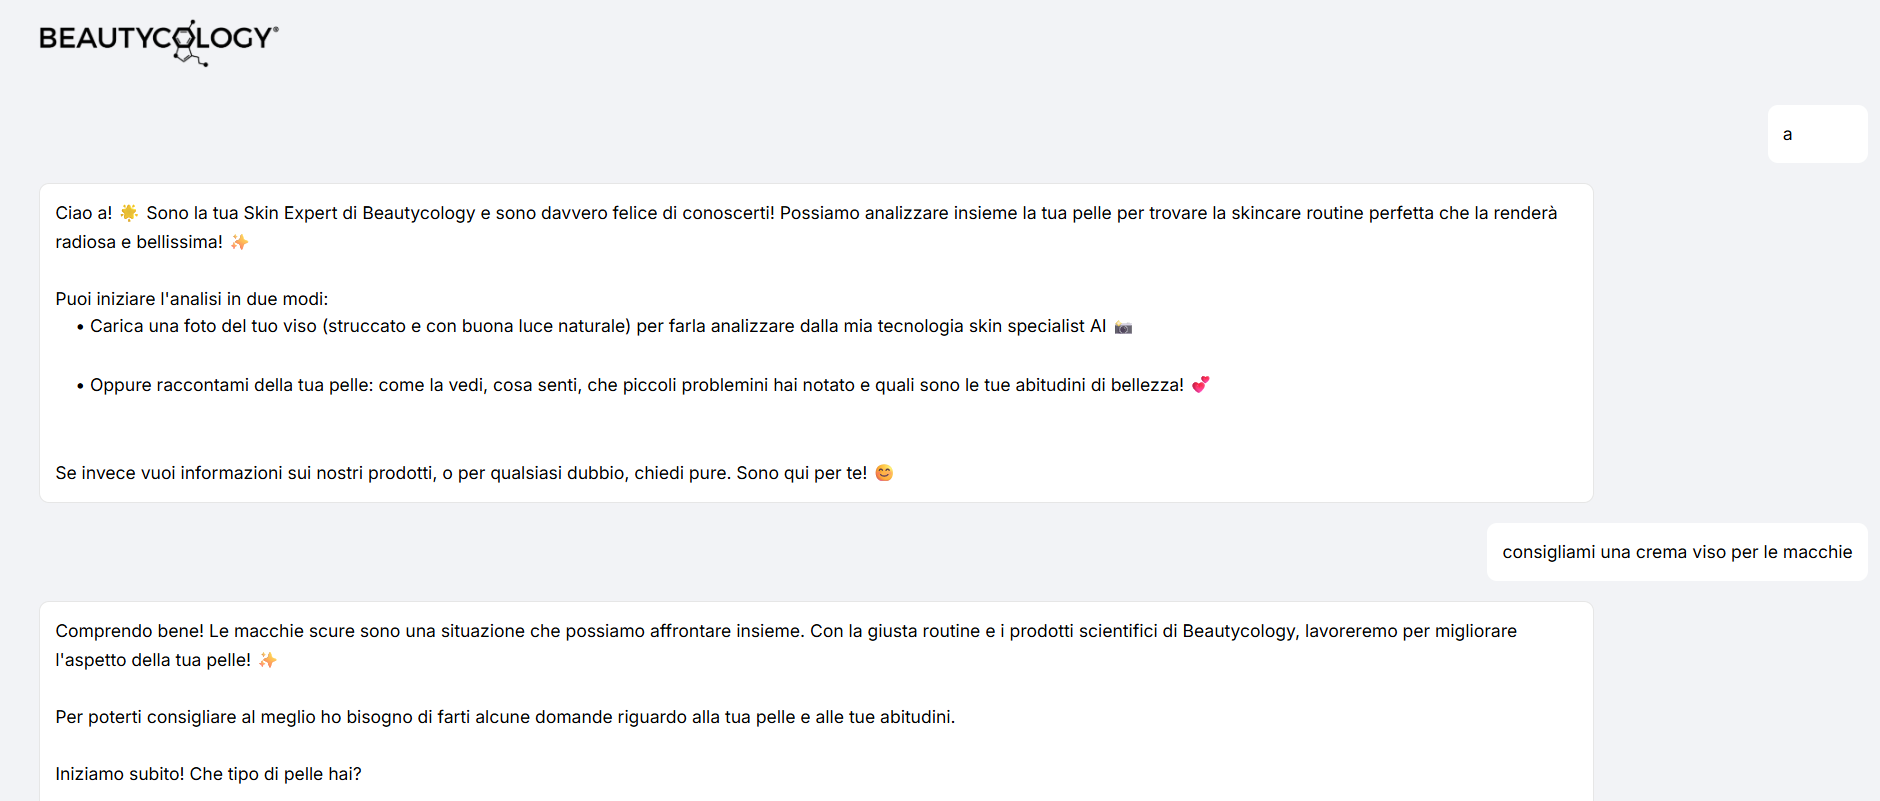 BEAUTYCOLOGY®
a
Ciao a! 🌟 Sono la tua Skin Expert di Beautycology e sono davvero felice di conoscerti! Possiamo analizzare insieme la tua pelle per trovare la skincare routine perfetta che la renderà
radiosa e bellissima! ✨
Puoi iniziare l'analisi in due modi:
• Carica una foto del tuo viso (struccato e con buona luce naturale) per farla analizzare dalla mia tecnologia skin specialist AI 📸
• Oppure raccontami della tua pelle: come la vedi, cosa senti, che piccoli problemini hai notato e quali sono le tue abitudini di bellezza! 💕
Se invece vuoi informazioni sui nostri prodotti, o per qualsiasi dubbio, chiedi pure. Sono qui per te! 😊
consigliami una crema viso per le macchie
Comprendo bene! Le macchie scure sono una situazione che possiamo affrontare insieme. Con la giusta routine e i prodotti scientifici di Beautycology, lavoreremo per migliorare
l'aspetto della tua pelle! ✨
Per poterti consigliare al meglio ho bisogno di farti alcune domande riguardo alla tua pelle e alle tue abitudini.
Iniziamo subito! Che tipo di pelle hai?